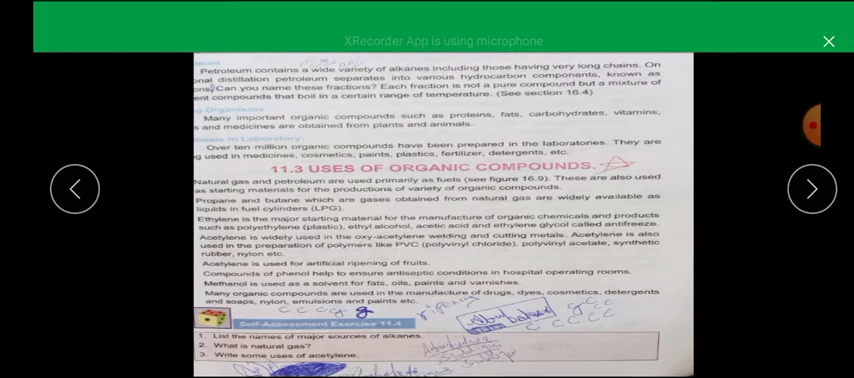 XRecorder App is using microphone
leum
Petroleum contains a wide variety of alkanes including those having very long chains. On
onal distillation petroleum separates into various hydrocarbon components, known as
ons. Can you name these fractions? Each fraction is not a pure compound but a mixture of
ent compounds that boil in a certain range of temperature. (See section 16.4)
g Organisms
Many important organic compounds such as proteins, fats, carbohydrates, vitamins,
s and medicines are obtained from plants and animals.
hesis in Laboratory
Over ten million organic compounds have been prepared in the laboratories. They are
g used in medicines, cosmetics, paints, plastics, fertilizer, detergents, etc.
11.3 USES OF ORGANIC COMPOUNDS.
Natural gas and petroleum are used primarily as fuels (see figure 16.9). These are also used
as starting materials for the productions of variety of organic compounds.
Propane and butane which are gases obtained from natural gas are widely available as
liquids in fuel cylinders (LPG).
Ethylene is the major starting material for the manufacture of organic chemicals and products
such as polyethylene (plastic), ethyl alcohol, acetic acid and ethylene glycol called antifreeze.
Acetylene is widely used in the oxy-acetylene welding and cutting metals. Acetylene is also
used in the preparation of polymers like PVC (polyvinyl chloride), polyvinyl acetate, synthetic
rubber, nylon etc.
Acetylene is used for artificial ripening of fruits.
Compounds of phenol help to ensure antiseptic conditions in hospital operating rooms.
Methanol is used as a solvent for fats, oils, paints and varnishes.
Many organic compounds are used in the manufacture of drugs, dyes, cosmetics, detergents
and soaps, nylon, emulsions and paints etc.
ripening
Self-Assessment Exercise 11.4
1. List the names of major sources of alkanes.
2. What is natural gas?
3. Write some uses of acetylene.